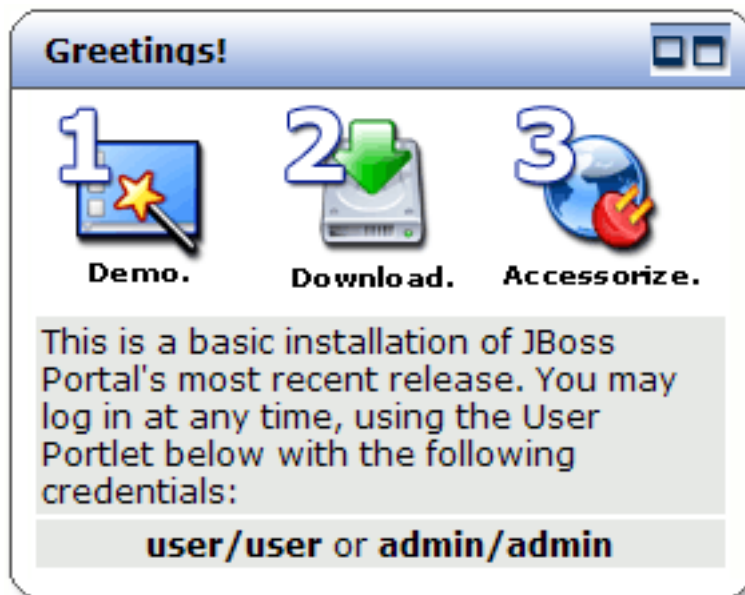 Greetings!
1 2 3
Demo. Download. Accessorize.
This is a basic installation of JBoss
Portal's most recent release. You may
log in at any time, using the User
Portlet below with the following
credentials:
user/user or admin/admin